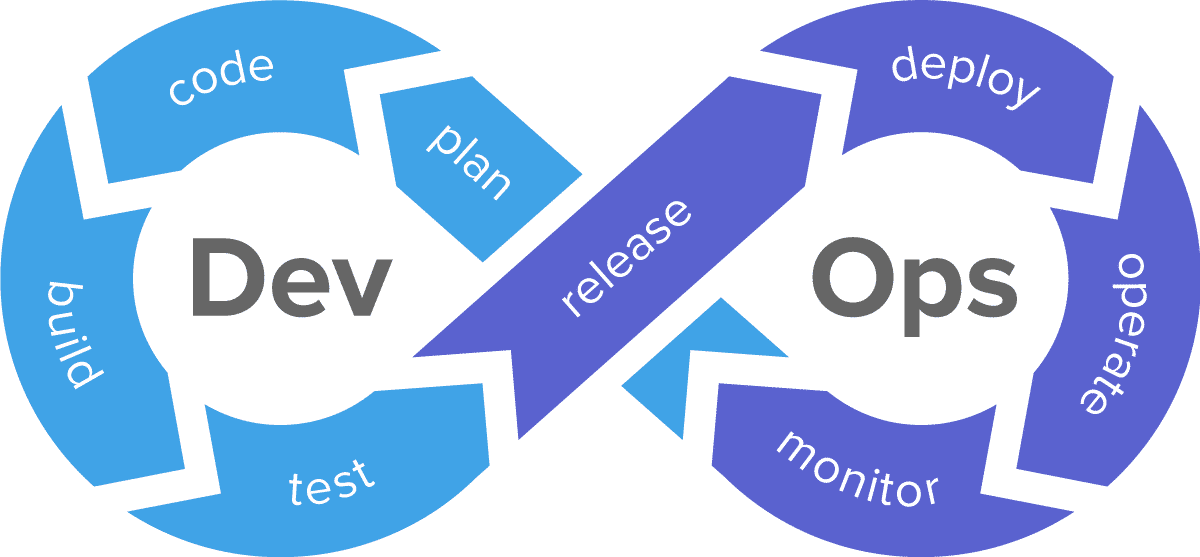 code
plan
build
Dev
test
release
deploy
Ops
operate
monitor